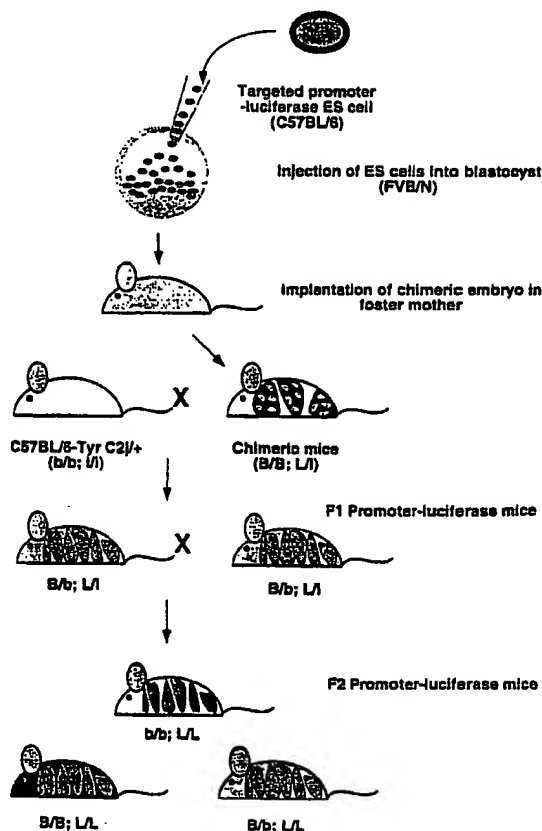 Targeted promoter
-luciferase ES cell
(C57BL/6)
Injection of ES cells into blastocyst
(FVB/N)
Implantation of chimeric embryo in
foster mother
X
C57BL/6-Tyr C2j/+
(b/b; l/l)
Chimeric mice
(B/B; L/l)
F1 Promoter-luciferase mice
X
B/b; L/l
B/b; L/l
F2 Promoter-luciferase mice
b/b; L/L
B/B; L/L
B/b; L/L